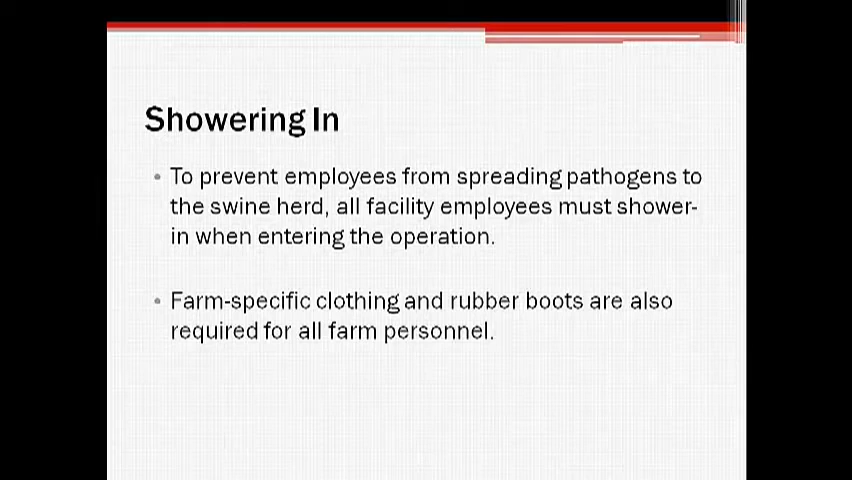 Showering In
• To prevent employees from spreading pathogens to
the swine herd, all facility employees must shower-
in when entering the operation.
• Farm-specific clothing and rubber boots are also
required for all farm personnel.